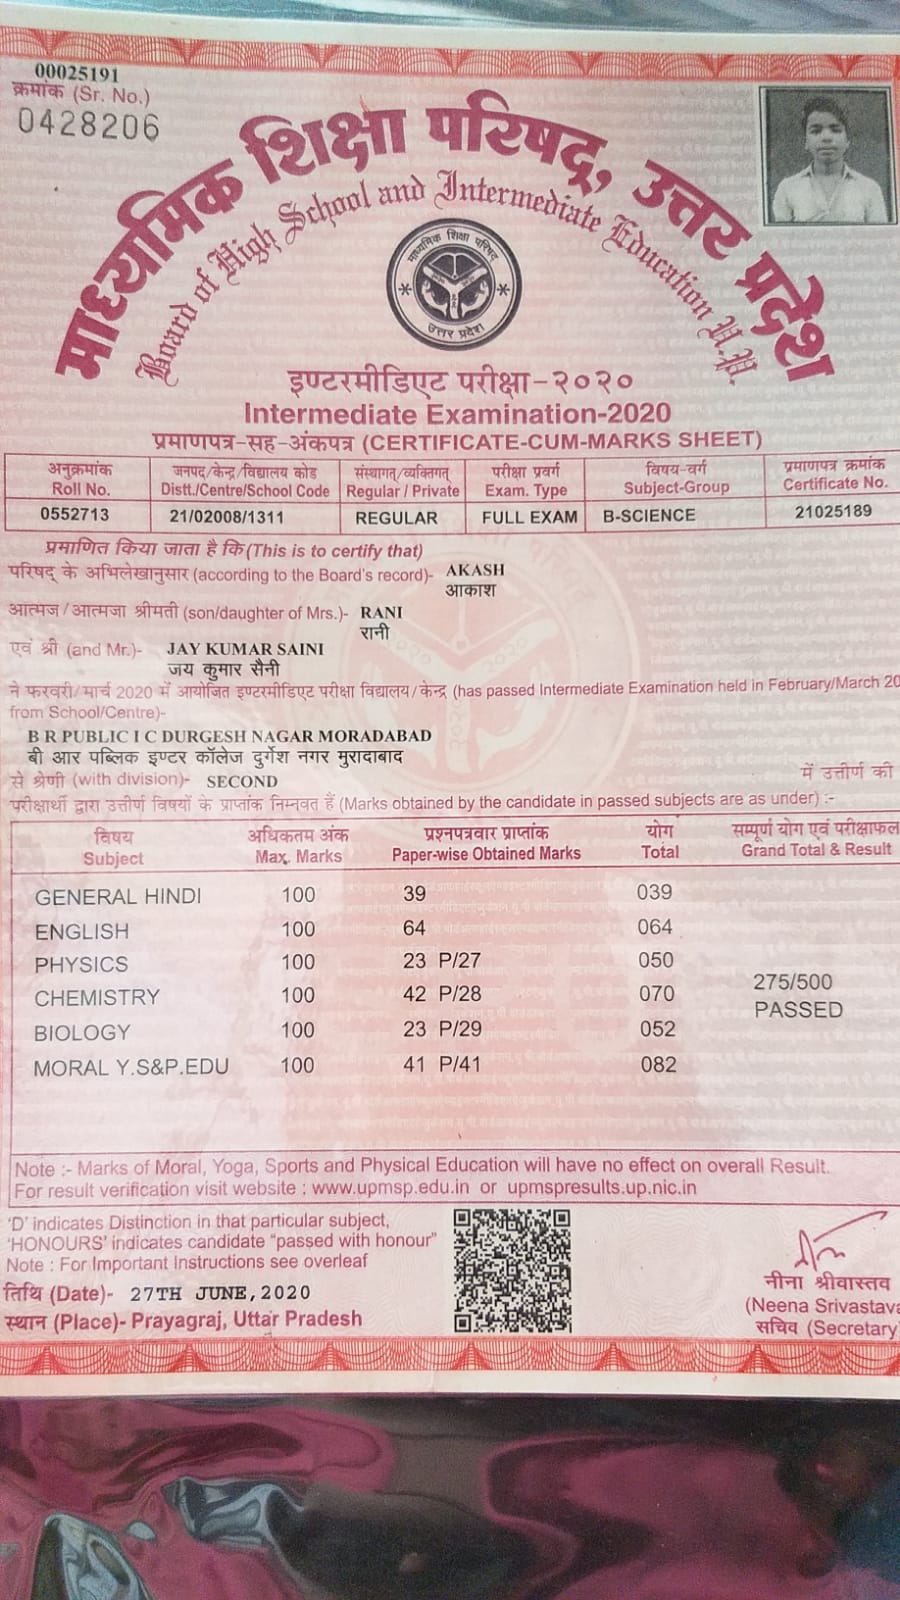 00025191
क्रमांक (Sr. No.)
0428206
माध्यमिक शिक्षा परिषद्, उत्तर प्रदेश
Board of High School and Intermediate Education U.P.
माध्यमिक शिक्षा परिषद्
उत्तर प्रदेश
इण्टरमीडिएट परीक्षा-२०२०
Intermediate Examination-2020
प्रमाणपत्र-सह-अंकपत्र (CERTIFICATE-CUM-MARKS SHEET)
अनुक्रमांक जनपद/केन्द्र/विद्यालय कोड संस्थागत्/व्यक्तिगत् परीक्षा प्रवर्ग विषय-वर्ग प्रमाणपत्र क्रमांक
Roll No. Distt./Centre/School Code Regular / Private Exam. Type Subject-Group Certificate No.
0552713 21/02008/1311 REGULAR FULL EXAM B-SCIENCE 21025189
प्रमाणित किया जाता है कि (This is to certify that)
परिषद् के अभिलेखानुसार (according to the Board's record)- AKASH
आकाश
आत्मज/आत्मजा श्रीमती (son/daughter of Mrs.)- RANI
रानी
एवं श्री (and Mr.)- JAY KUMAR SAINI
जय कुमार सैनी
ने फरवरी/मार्च 2020 में आयोजित इण्टरमीडिएट परीक्षा विद्यालय/केन्द्र (has passed Intermediate Examination held in February/March 20
from School/Centre)-
B R PUBLIC I C DURGESH NAGAR MORADABAD
बी आर पब्लिक इण्टर कॉलेज दुर्गेश नगर मुरादाबाद
से श्रेणी (with division)- SECOND में उत्तीर्ण की
परीक्षार्थी द्वारा उत्तीर्ण विषयों के प्राप्तांक निम्नवत हैं (Marks obtained by the candidate in passed subjects are as under) :-
विषय अधिकतम अंक प्रश्नपत्रवार प्राप्तांक योग सम्पूर्ण योग एवं परीक्षाफल
Subject Max. Marks Paper-wise Obtained Marks Total Grand Total & Result
GENERAL HINDI 100 39 039
ENGLISH 100 64 064
PHYSICS 100 23 P/27 050
275/500
CHEMISTRY 100 42 P/28 070
PASSED
BIOLOGY 100 23 P/29 052
MORAL Y.S&P.EDU 100 41 P/41 082
Note :- Marks of Moral, Yoga, Sports and Physical Education will have no effect on overall Result.
For result verification visit website : www.upmsp.edu.in or upmspresults.up.nic.in
'D' indicates Distinction in that particular subject,
'HONOURS' indicates candidate "passed with honour"
Note : For Important Instructions see overleaf
तिथि (Date)- 27TH JUNE,2020
स्थान (Place)- Prayagraj, Uttar Pradesh
नीना श्रीवास्तव
(Neena Srivastava
सचिव (Secretary